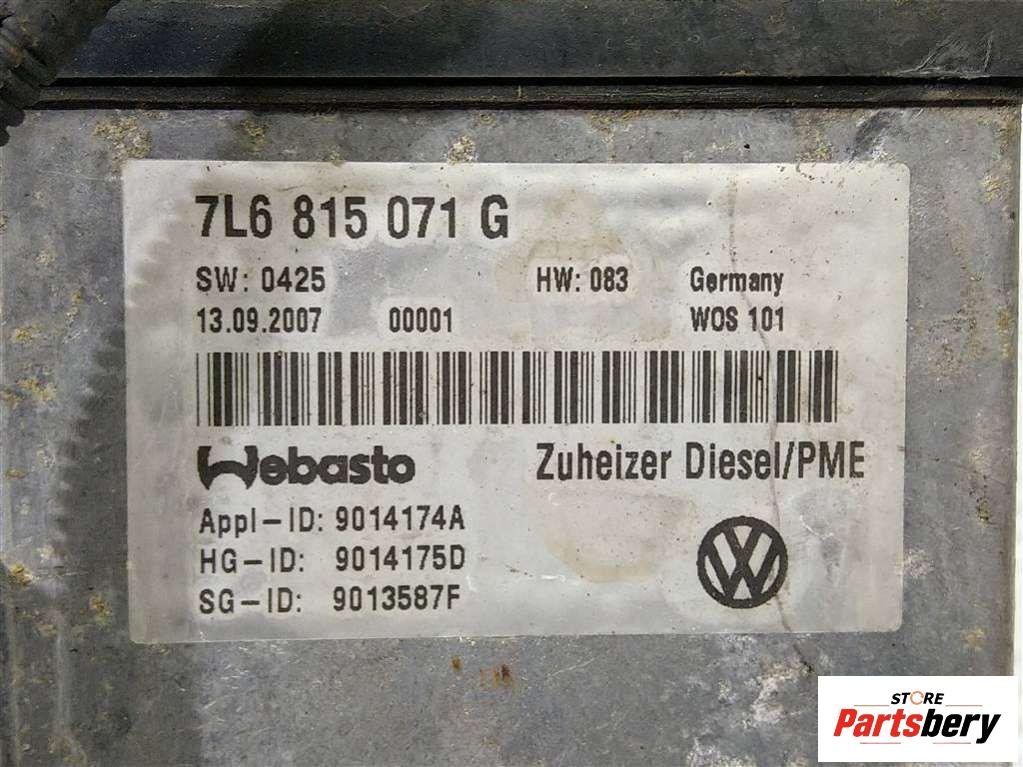 7L6 815 071 G
SW: 0425 HW: 083 Germany
13.09.2007 00001 WOS 101
Webasto Zuheizer Diesel/PME
Appl-ID: 9014174A
HG-ID: 9014175D
SG-ID: 9013587F
STORE
Partsbery